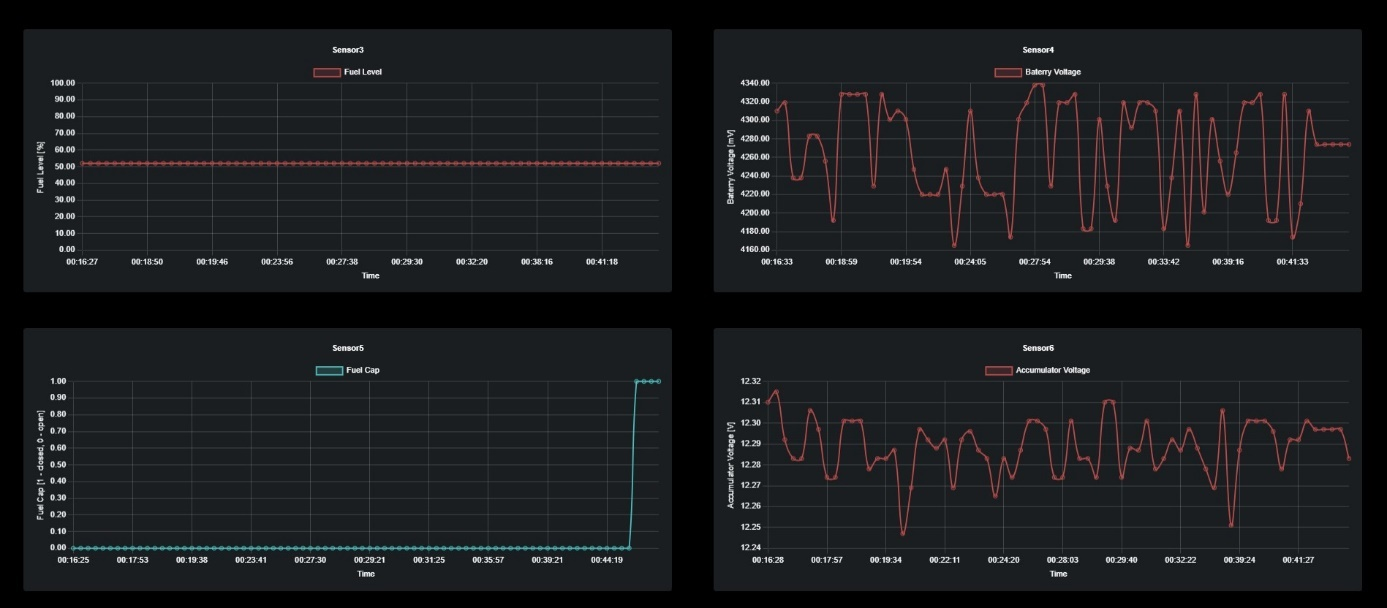 Sensor3
Fuel Level
100.00
90.00
80.00
70.00
60.00
50.00
40.00
30.00
20.00
10.00
0.00
Fuel Level [%]
00:16:27 00:18:50 00:19:46 00:23:56 00:27:38 00:29:30 00:32:20 00:38:16 00:41:18
Time
Sensor4
Baterry Voltage
4340.00
4320.00
4300.00
4280.00
4260.00
4240.00
4220.00
4200.00
4180.00
4160.00
Baterry Voltage [mV]
00:16:33 00:18:59 00:19:54 00:24:05 00:27:54 00:29:38 00:33:42 00:39:16 00:41:33
Time
Sensor5
Fuel Cap
1.00
0.90
0.80
0.70
0.60
0.50
0.40
0.30
0.20
0.10
0.00
Fuel Cap [1 - closed, 0 - open]
00:16:25 00:17:53 00:19:38 00:23:41 00:27:30 00:29:21 00:31:25 00:35:57 00:39:21 00:44:19
Time
Sensor6
Accumulator Voltage
12.32
12.31
12.30
12.29
12.28
12.27
12.26
12.25
12.24
Accumulator Voltage [V]
00:16:28 00:17:57 00:19:34 00:22:11 00:24:20 00:28:03 00:29:40 00:32:22 00:39:24 00:41:27
Time